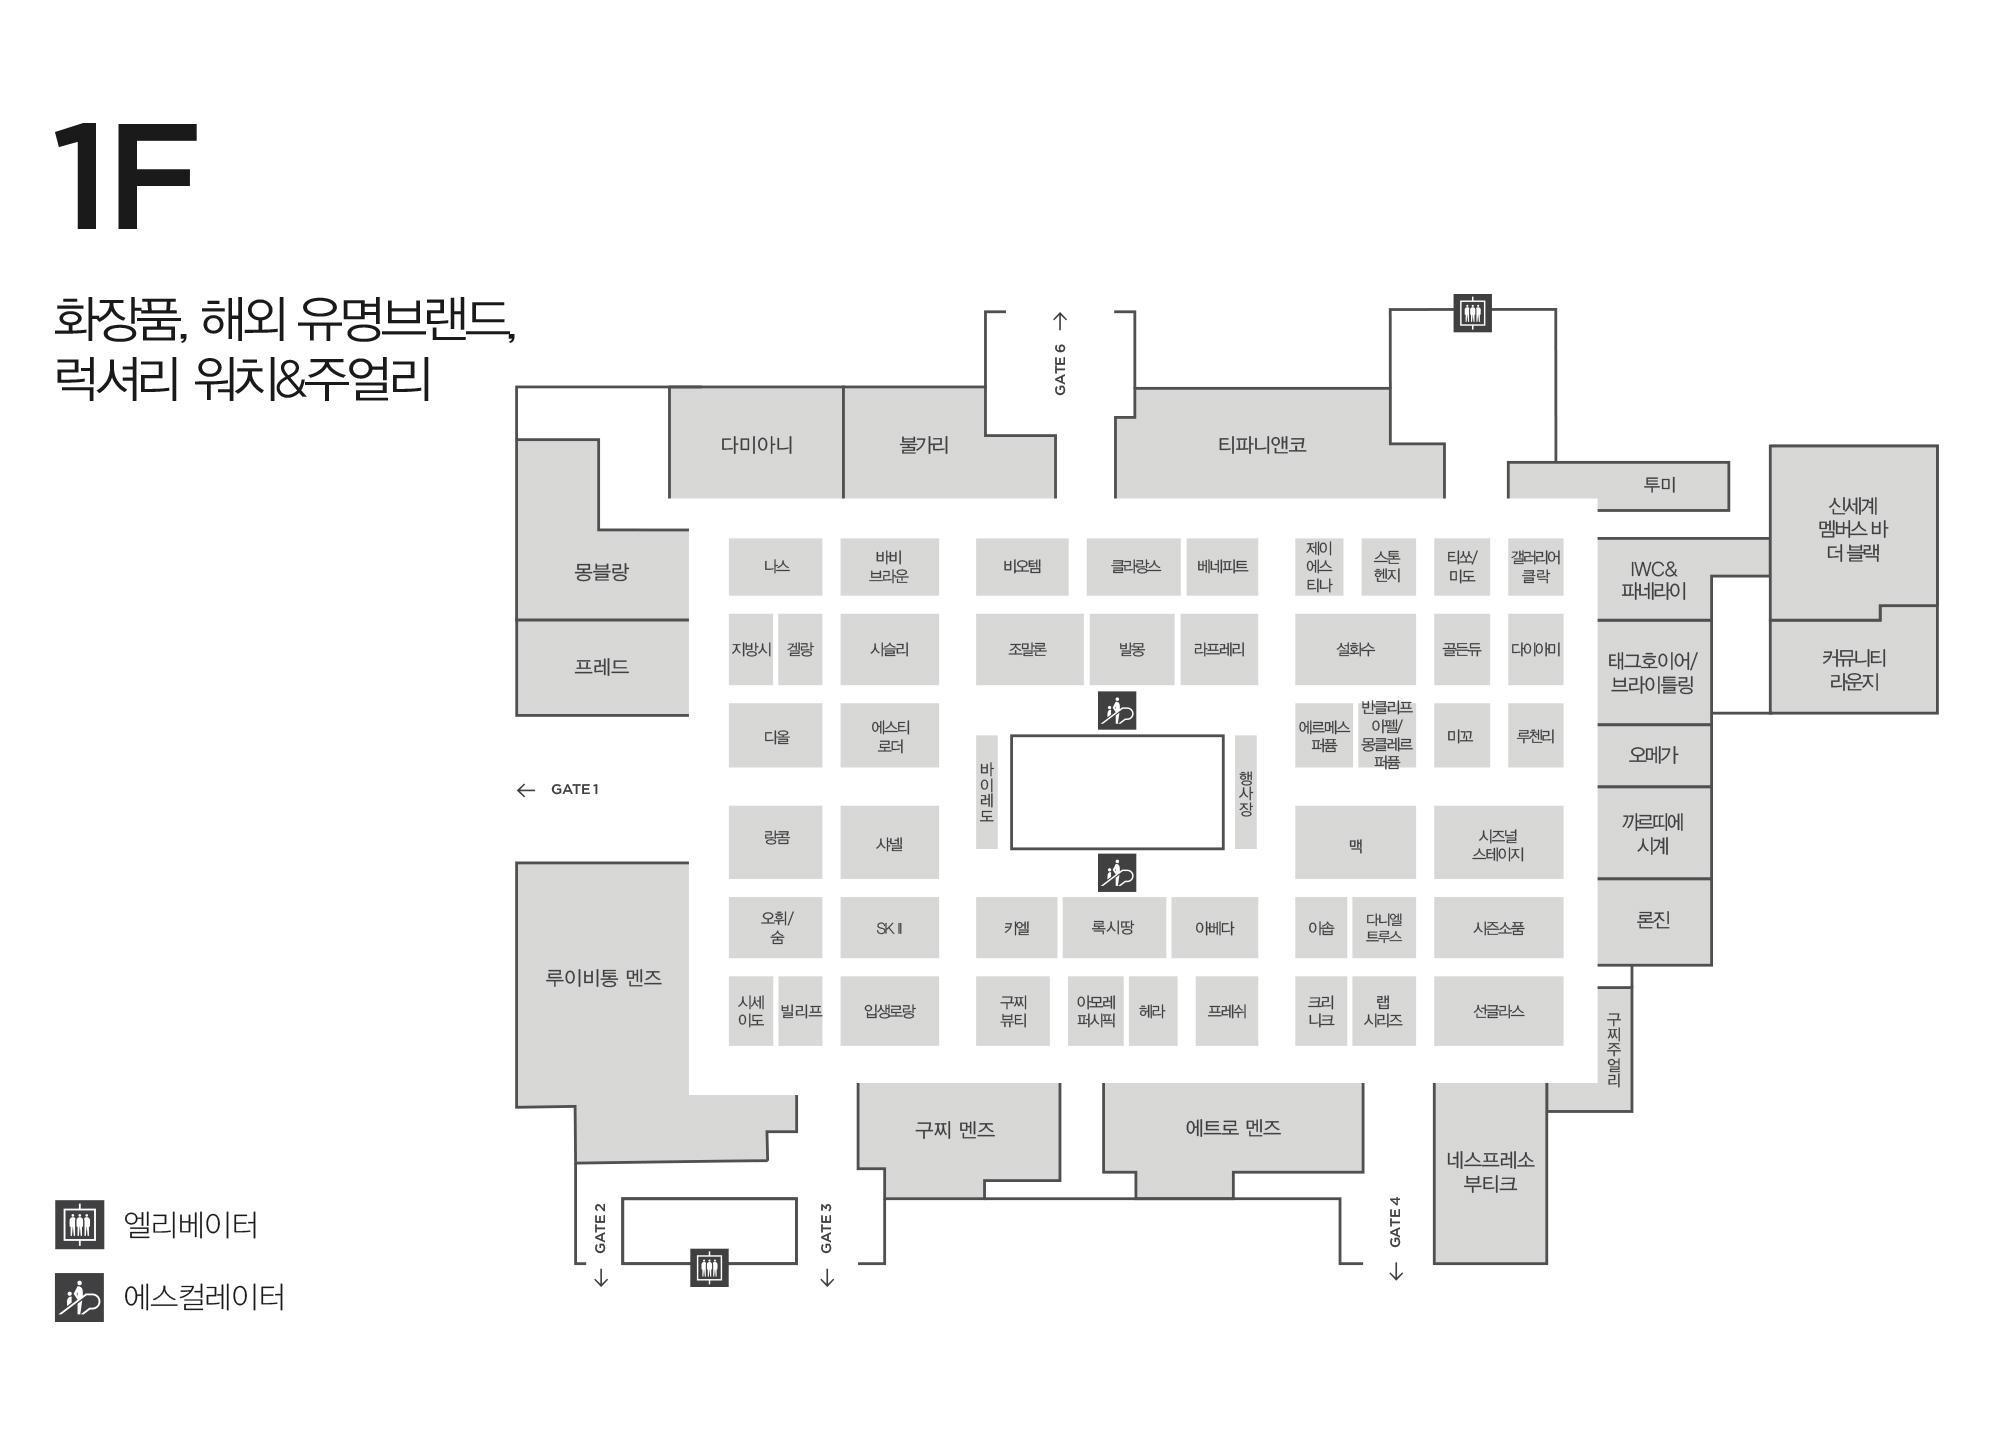 1F
화장품, 해외 유명브랜드,
럭셔리 워치&주얼리
GATE 6
다미아니
불가리
티파니앤코
투미
신세계
멤버스 바
더 블랙
몽블랑
나스
바비
브라운
비오템
클라랑스
베네피트
제이
에스
티나
스톤
헨지
티쏘/
미도
갤러리어
클락
IWC&
파네라이
프레드
지방시
겔랑
시슬리
조말론
발몽
라프레리
설화수
골든듀
다이아미
태그호이어/
브라이틀링
커뮤니티
라운지
디올
에스티
로더
에르메스
퍼퓸
반클리프
아펠/
몽클레르
퍼퓸
미꼬
루첸리
오메가
GATE 1
바이레도
행사장
랑콤
샤넬
맥
시즈널
스테이지
까르띠에
시계
오휘/
숨
SK II
키엘
록시땅
아베다
이솝
다니엘
트루스
시즌소품
론진
루이비통 멘즈
시세
이도
빌리프
입생로랑
구찌
뷰티
아모레
퍼시픽
헤라
프레쉬
크리
니크
랩
시리즈
선글라스
구찌주얼리
구찌 멘즈
에트로 멘즈
네스프레소
부티크
GATE 2
GATE 3
GATE 4
엘리베이터
에스컬레이터